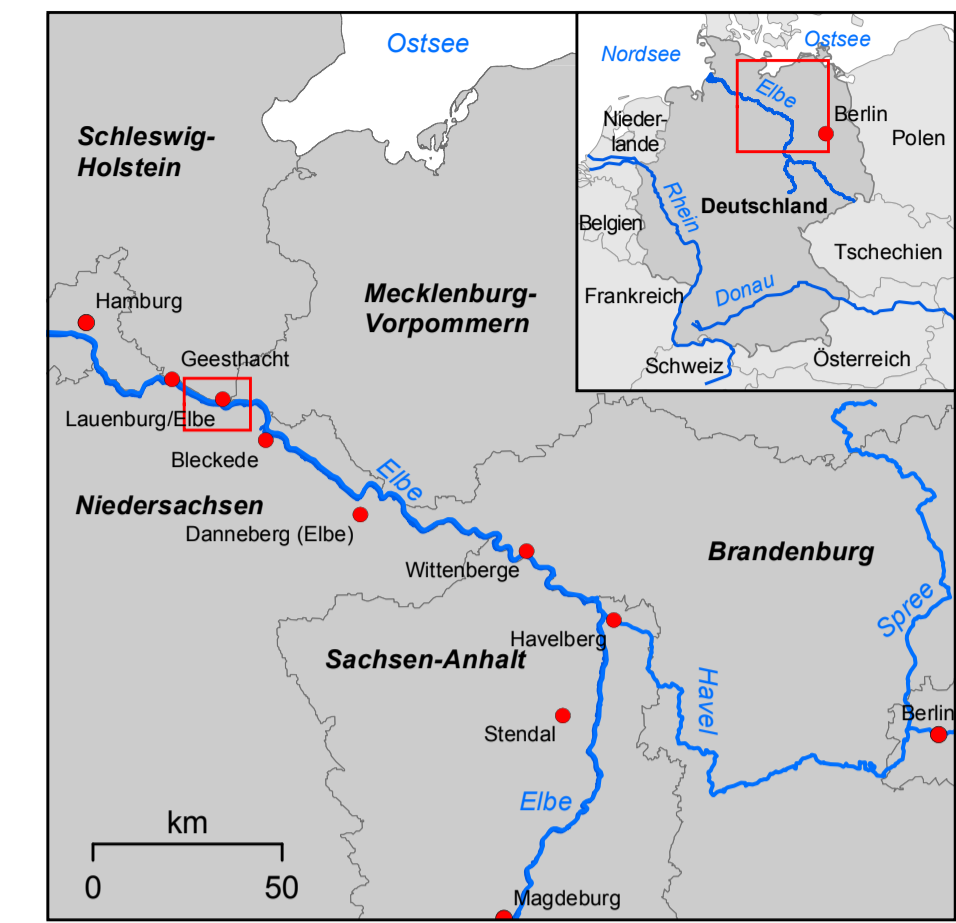 Ostsee
Schleswig-
Holstein
Hamburg
Mecklenburg-
Vorpommern
Geesthacht
Lauenburg/Elbe
Bleckede
Elbe
Niedersachsen
Danneberg (Elbe)
Wittenberge
Brandenburg
Spree
Havelberg
Sachsen-Anhalt
Havel
Stendal
Berlin
Elbe
km
0 50
Magdeburg
Nordsee
Ostsee
Elbe
Berlin
Nieder-
lande
Polen
Rhein
Deutschland
Belgien
Tschechien
Donau
Frankreich
Schweiz
Österreich